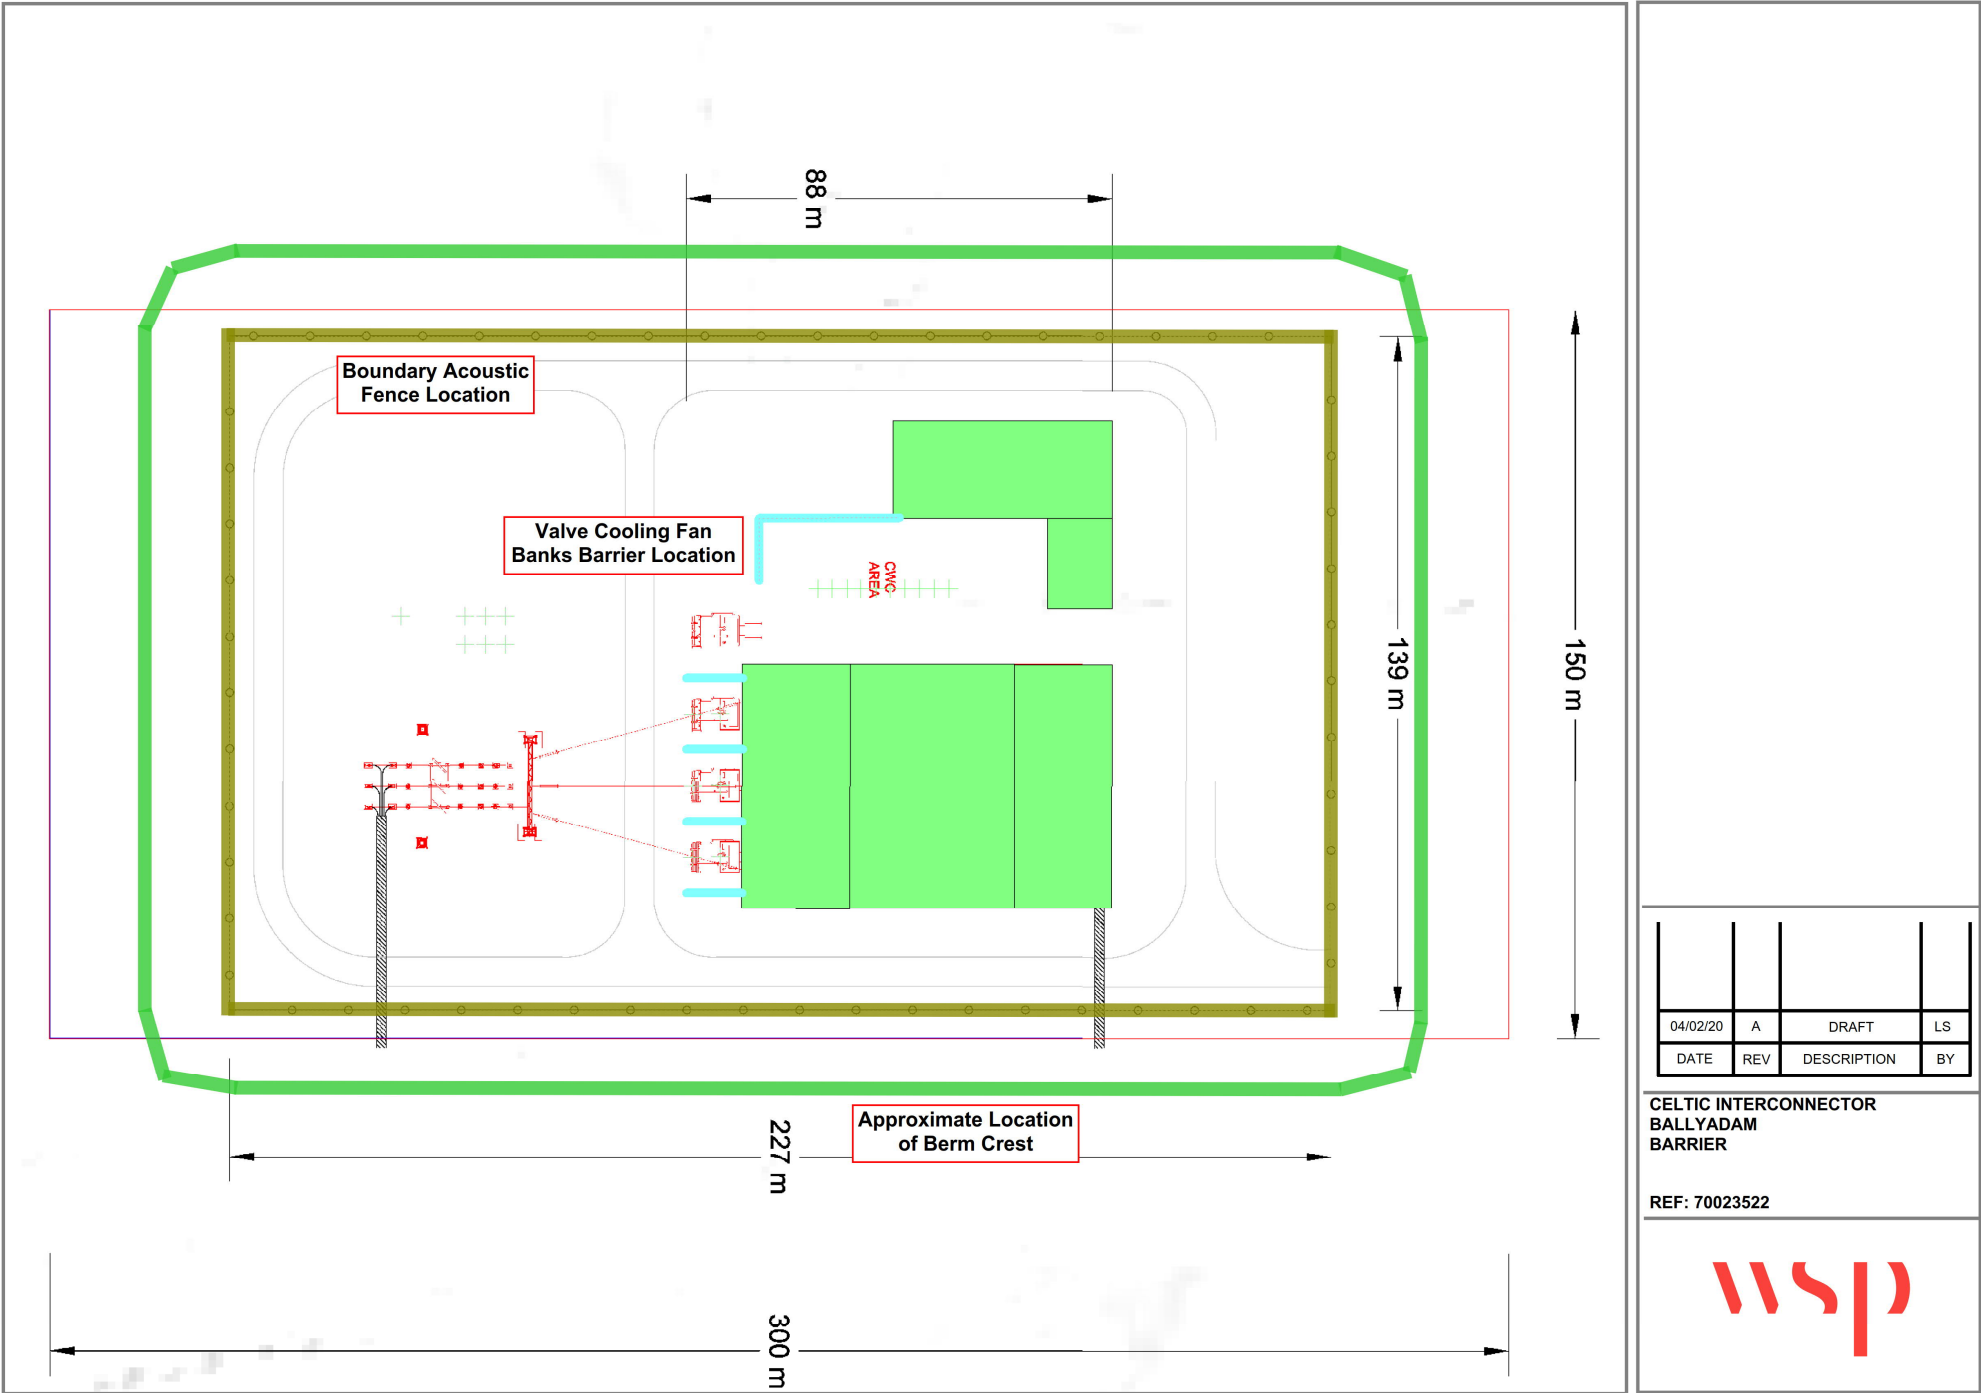 88 m
Boundary Acoustic
Fence Location
Valve Cooling Fan
Banks Barrier Location
CWC
AREA
139 m
150 m
Approximate Location
of Berm Crest
227 m
300 m
04/02/20 A DRAFT LS
DATE REV DESCRIPTION BY
CELTIC INTERCONNECTOR
BALLYADAM
BARRIER
REF: 70023522
wsp